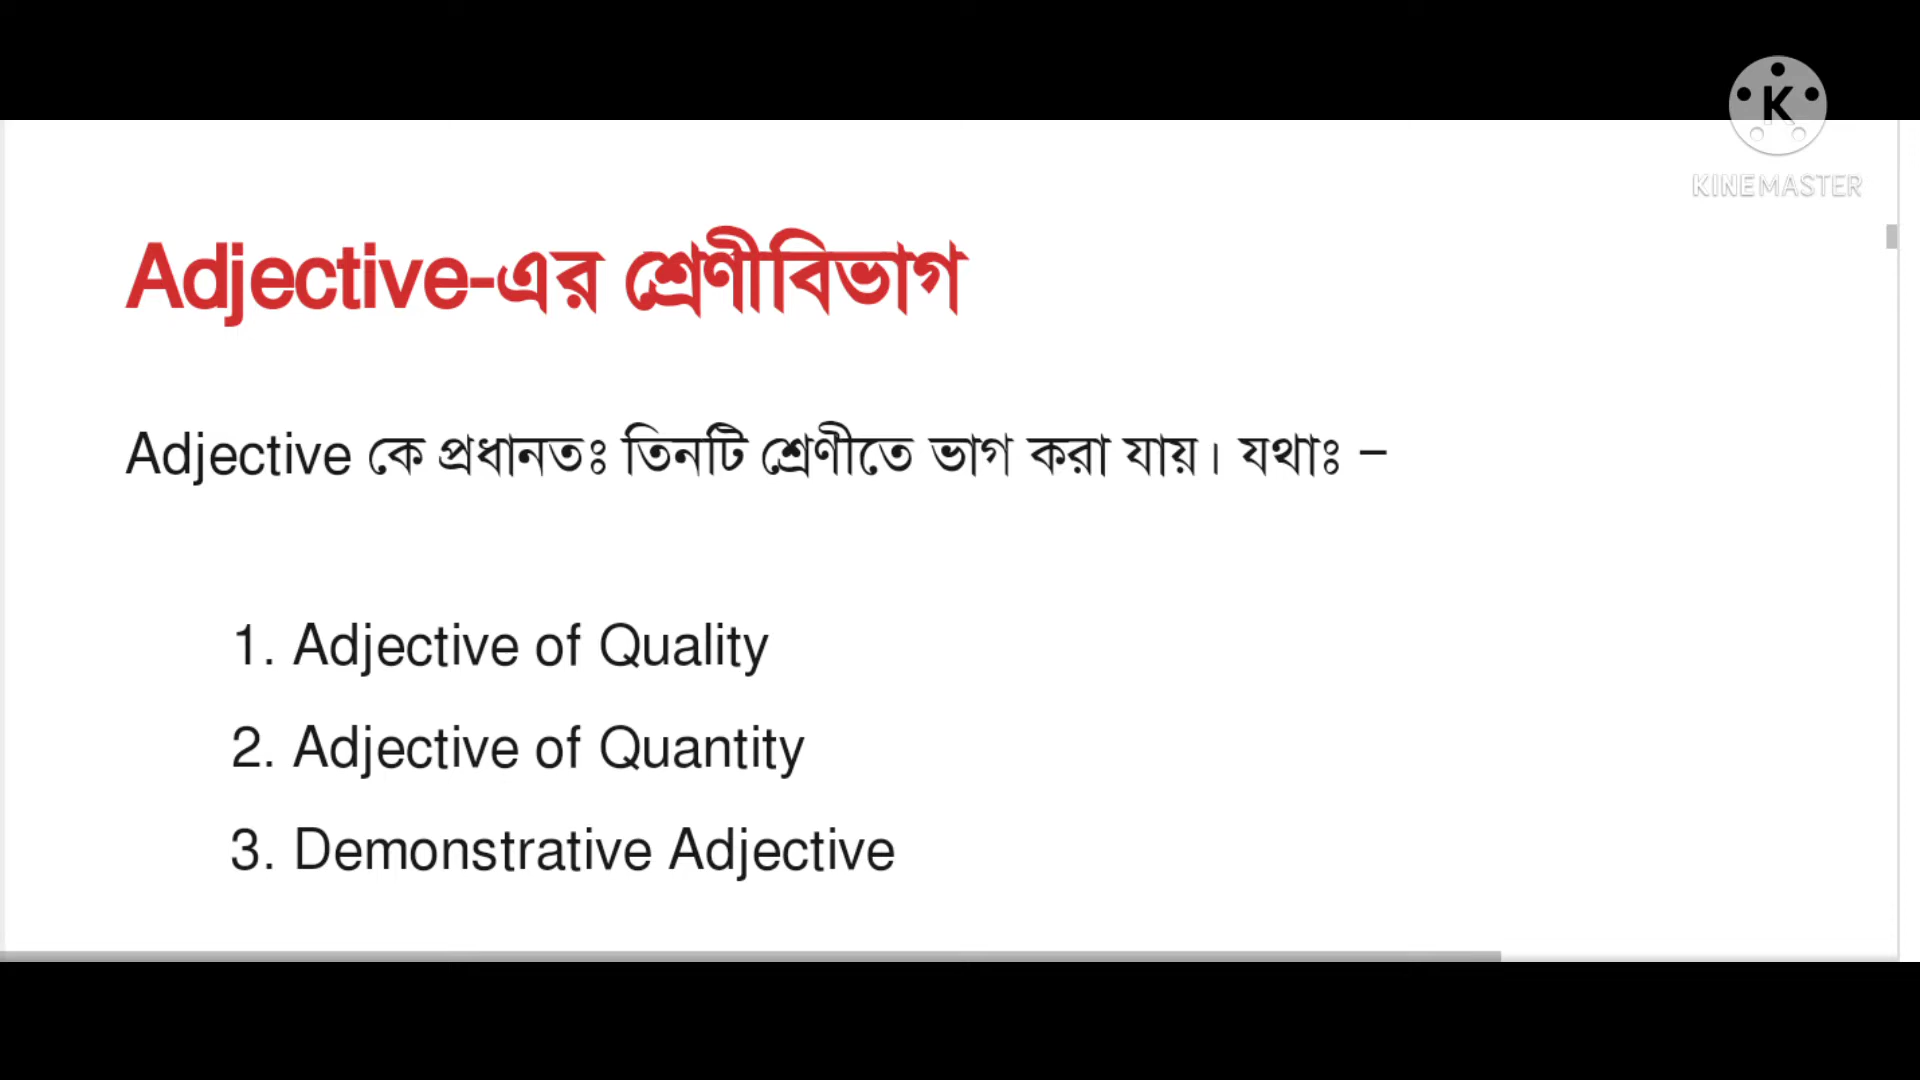 K
KINEMASTER
Adjective-এর শ্রেণীবিভাগ
Adjective কে প্রধানতঃ তিনটি শ্রেণীতে ভাগ করা যায়। যথাঃ –
1. Adjective of Quality
2. Adjective of Quantity
3. Demonstrative Adjective